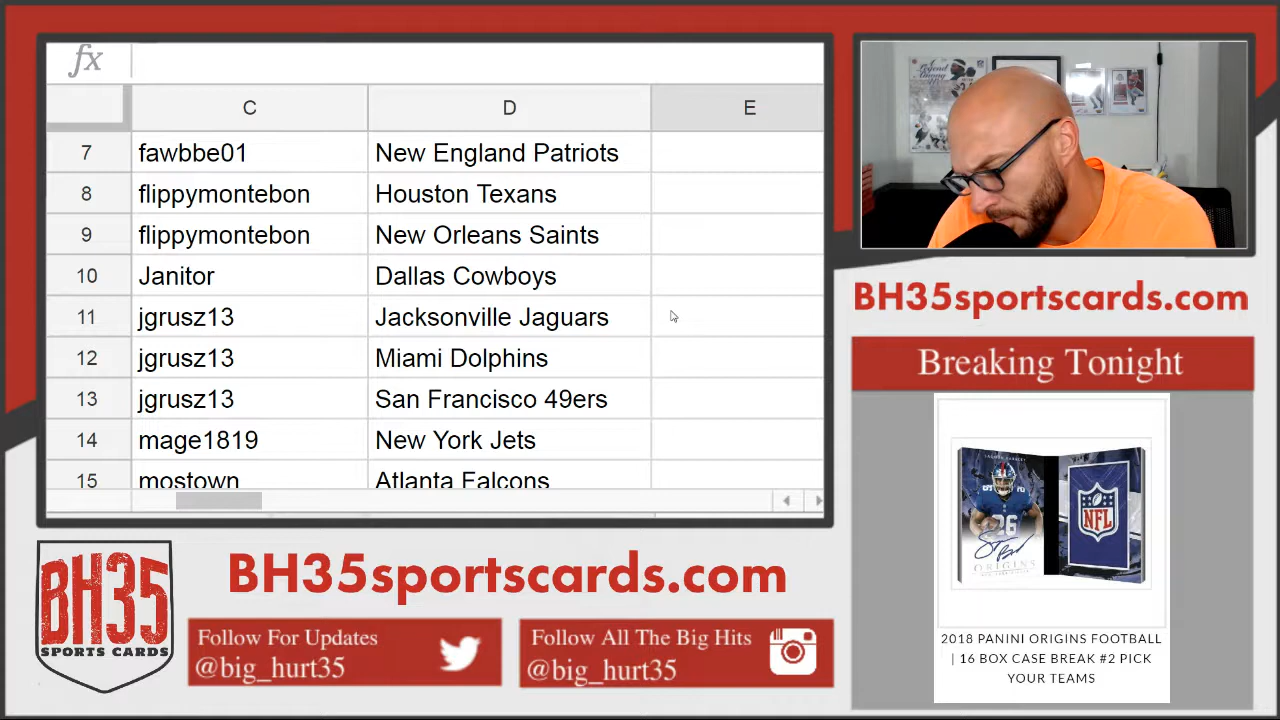 fx
C D E
7 fawbbe01 New England Patriots
8 flippymontebon Houston Texans
9 flippymontebon New Orleans Saints
10 Janitor Dallas Cowboys
11 jgrusz13 Jacksonville Jaguars
12 jgrusz13 Miami Dolphins
13 jgrusz13 San Francisco 49ers
14 mage1819 New York Jets
15 mostown Atlanta Falcons
BH35sportscards.com
Breaking Tonight
26
NFL
ORIGINS
2018 PANINI ORIGINS FOOTBALL
| 16 BOX CASE BREAK #2 PICK
YOUR TEAMS
BH35
SPORTS CARDS
BH35sportscards.com
Follow For Updates
@big_hurt35
Follow All The Big Hits
@big_hurt35